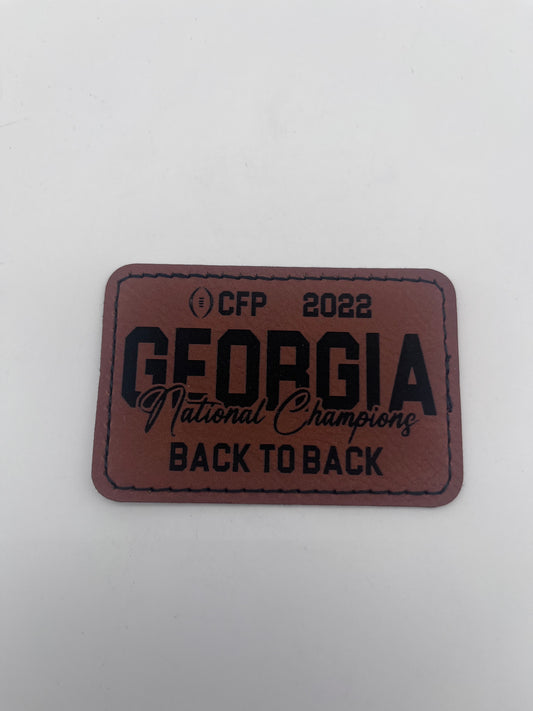 CFP 2022
GEORGIA
National Champions
BACK TO BACK